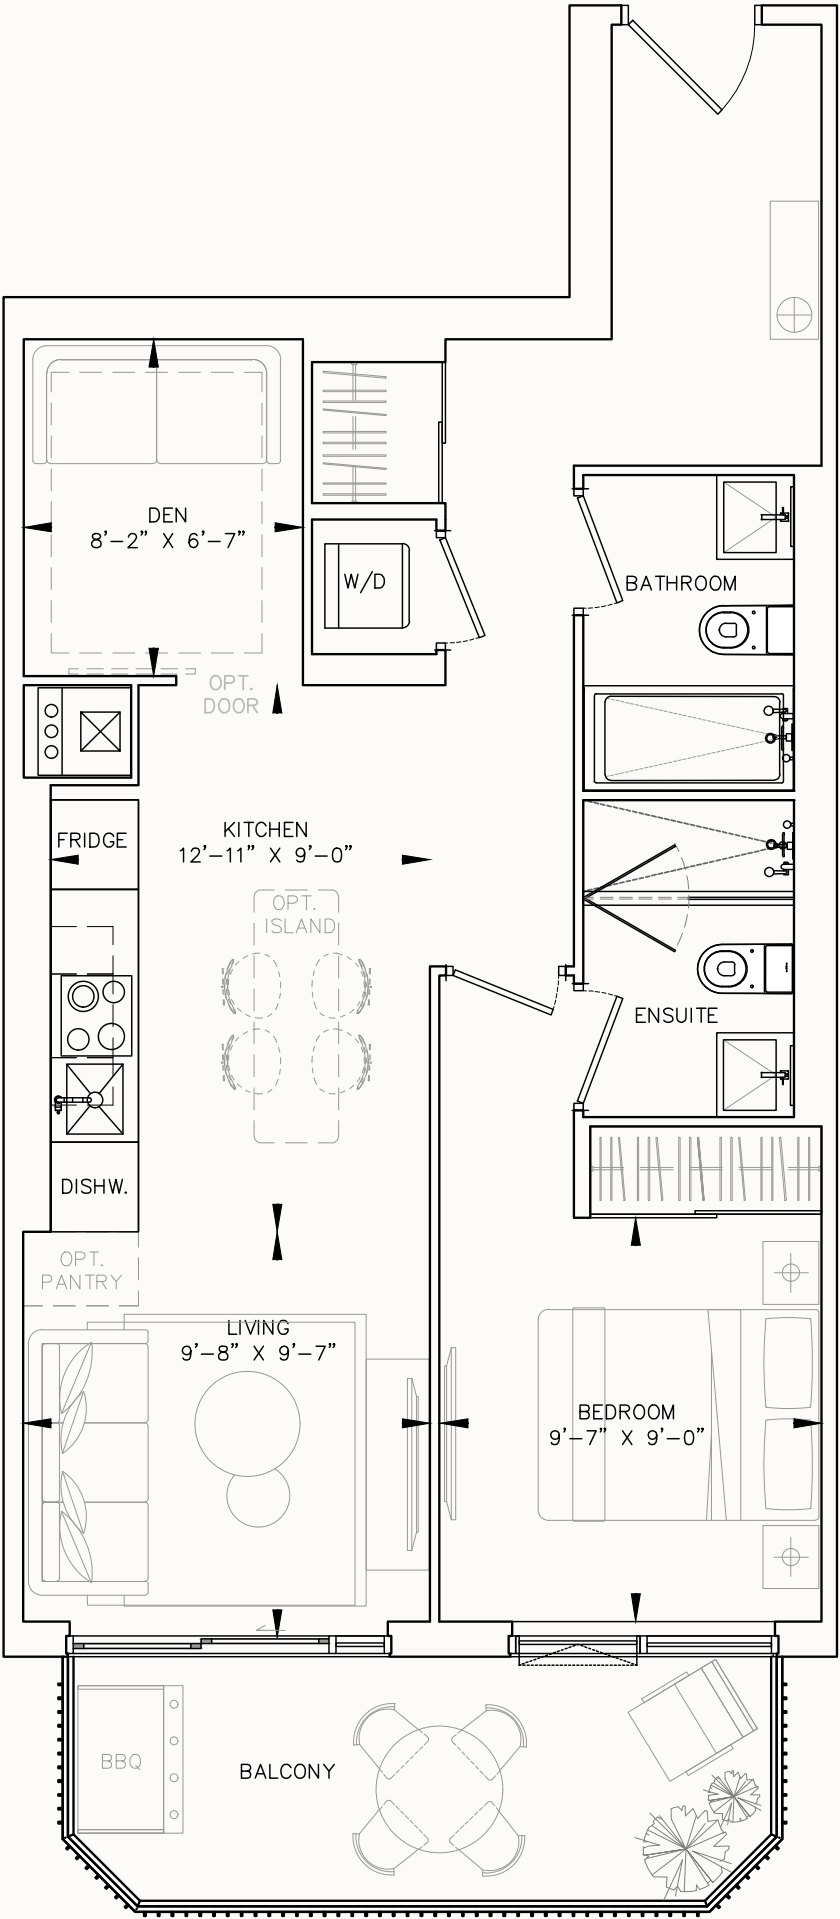 DEN
8'-2" X 6'-7"
W/D
BATHROOM
OPT.
DOOR
KITCHEN
12'-11" X 9'-0"
FRIDGE
OPT.
ISLAND
ENSUITE
DISHW.
OPT.
PANTRY
LIVING
9'-8" X 9'-7"
BEDROOM
9'-7" X 9'-0"
BBQ
BALCONY